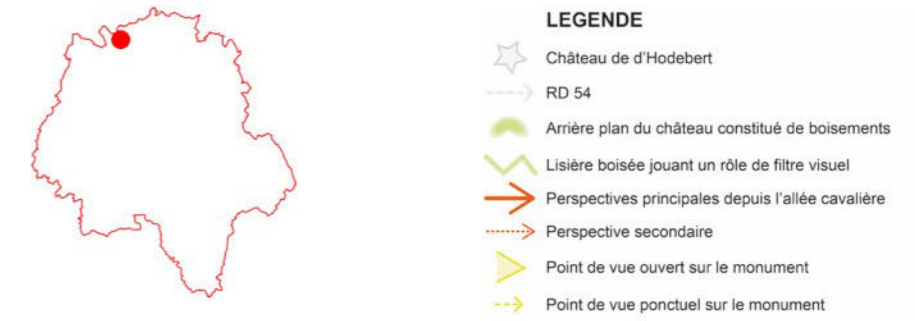 LEGENDE
Château de d'Hodebert
RD 54
Arrière plan du château constitué de boisements
Lisière boisée jouant un rôle de filtre visuel
Perspectives principales depuis l'allée cavalière
Perspective secondaire
Point de vue ouvert sur le monument
Point de vue ponctuel sur le monument